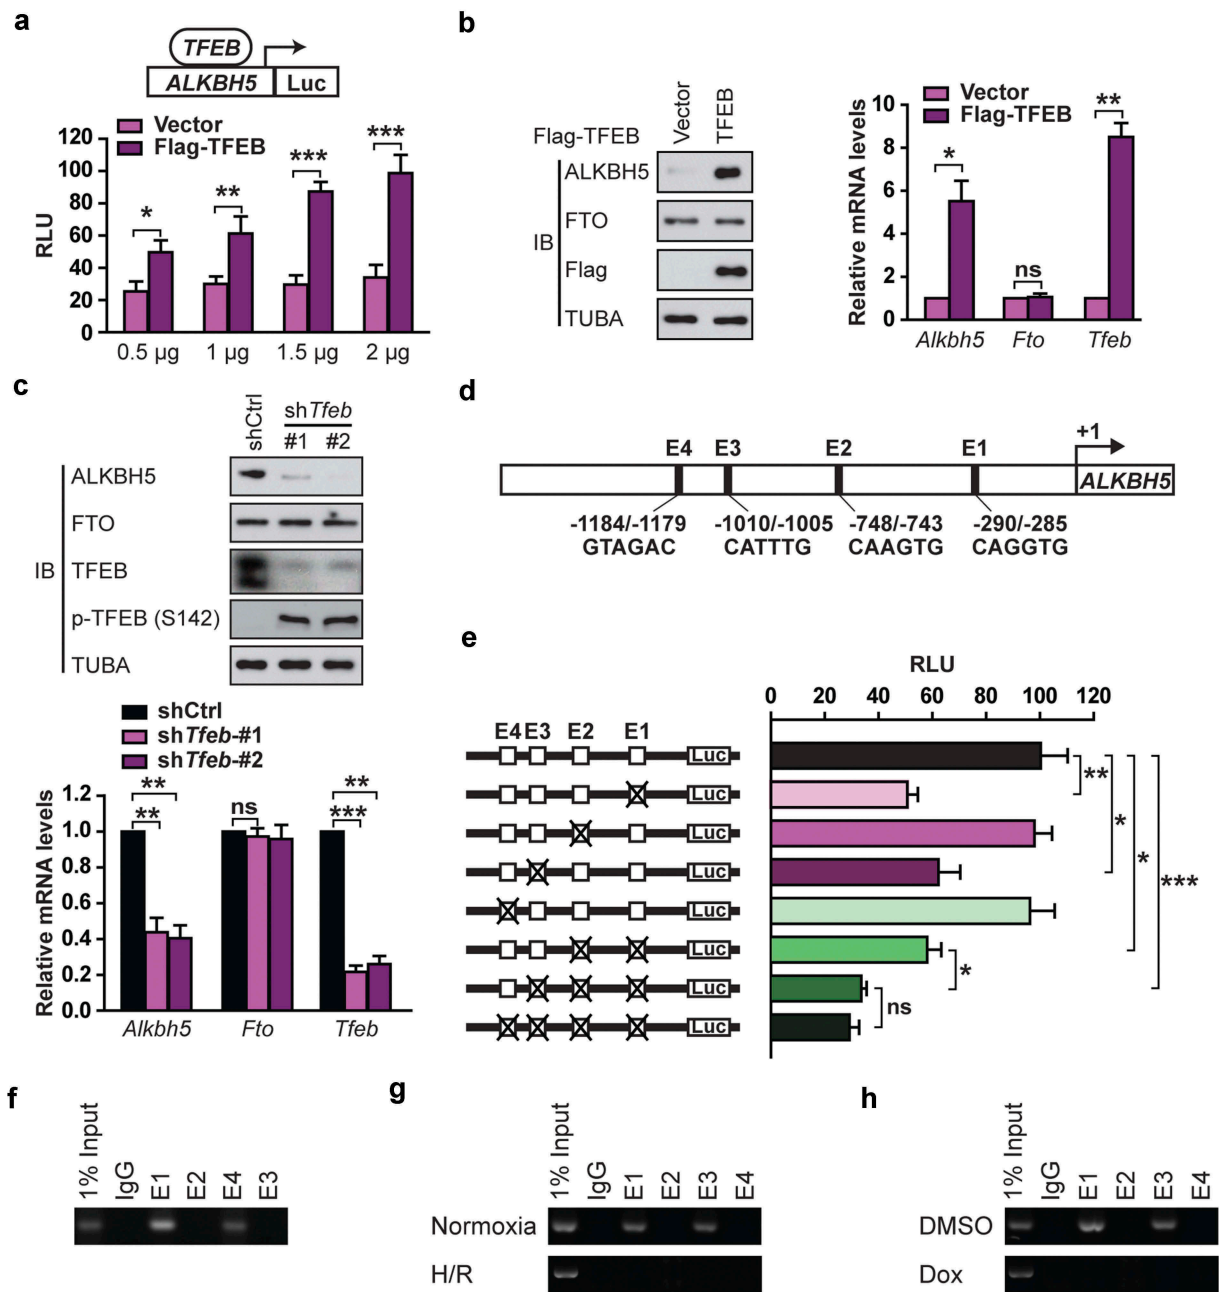 a
TFEB
ALKBH5 Luc
Vector
Flag-TFEB
RLU
120
100
80
60
40
20
0
*
**
***
***
0.5 µg 1 µg 1.5 µg 2 µg
b
Flag-TFEB
Vector
TFEB
IB
ALKBH5
FTO
Flag
TUBA
Vector
Flag-TFEB
Relative mRNA levels
10
8
6
4
2
0
*
ns
**
Alkbh5 Fto Tfeb
c
shCtrl
shTfeb
#1 #2
IB
ALKBH5
FTO
TFEB
p-TFEB (S142)
TUBA
shCtrl
shTfeb-#1
shTfeb-#2
Relative mRNA levels
1.2
1.0
0.8
0.6
0.4
0.2
0.0
**
**
ns
**
***
Alkbh5 Fto Tfeb
d
E4 E3 E2 E1
+1
ALKBH5
-1184/-1179 -1010/-1005 -748/-743 -290/-285
GTAGAC CATTTG CAAGTG CAGGTG
e
RLU
0 20 40 60 80 100 120
E4 E3 E2 E1
Luc
Luc
Luc
Luc
Luc
Luc
Luc
Luc
**
*
*
***
*
ns
f
1% Input IgG E1 E2 E4 E3
g
1% Input IgG E1 E2 E3 E4
Normoxia
H/R
h
1% Input IgG E1 E2 E3 E4
DMSO
Dox